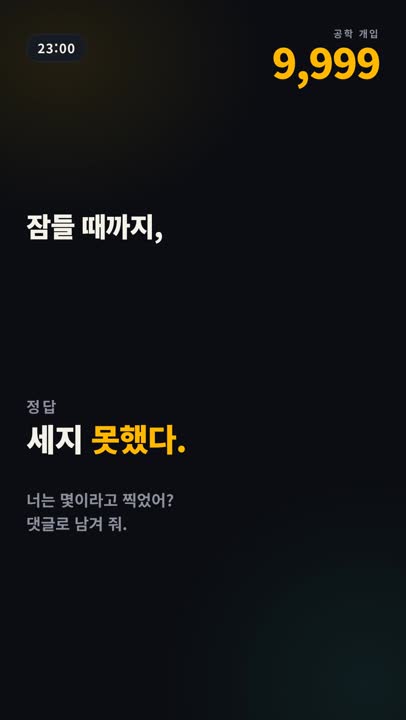 23:00
공학 개입
9,999
잠들 때까지,
정답
세지 못했다.
너는 몇이라고 찍었어?
댓글로 남겨 줘.